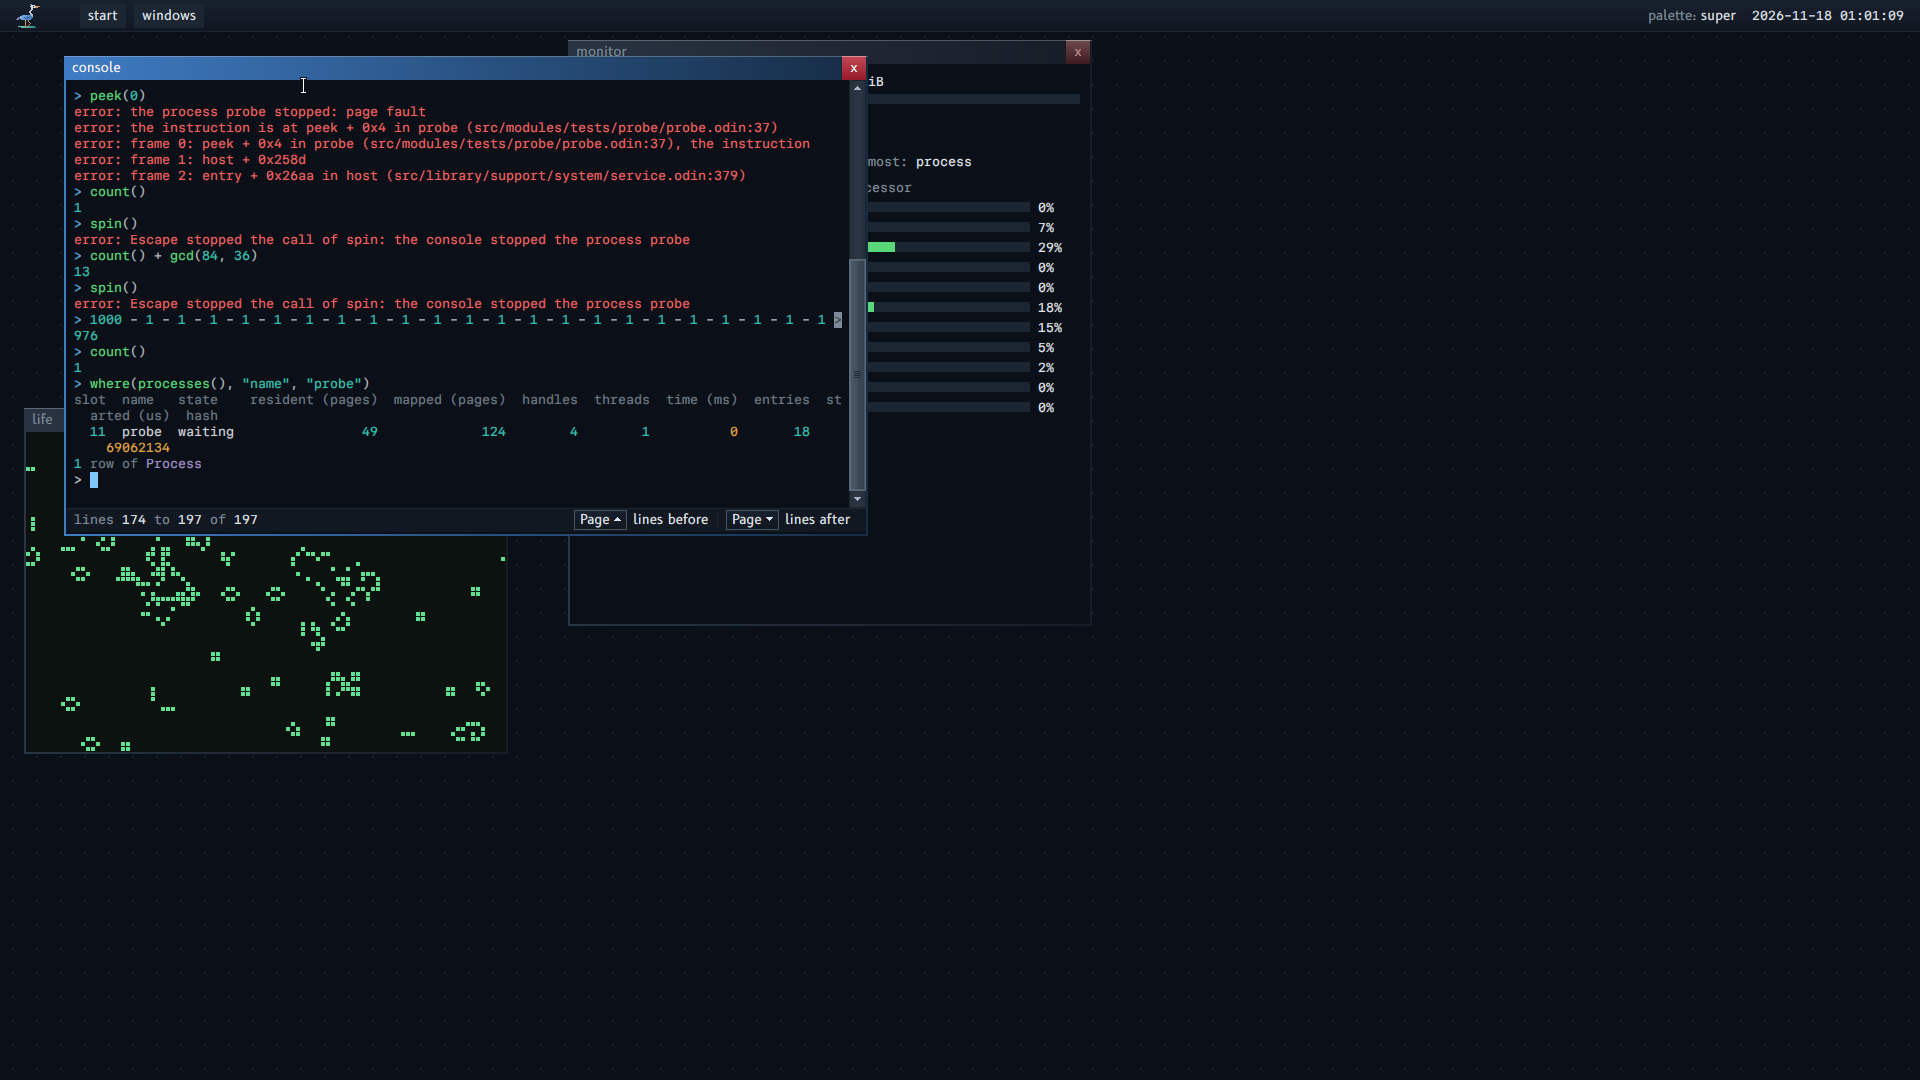 start windows palette: super 2026-11-18 01:01:09
monitor x
console x
iB
> peek(0)
error: the process probe stopped: page fault
error: the instruction is at peek + 0x4 in probe (src/modules/tests/probe/probe.odin:37)
error: frame 0: peek + 0x4 in probe (src/modules/tests/probe/probe.odin:37), the instruction
error: frame 1: host + 0x258d
error: frame 2: entry + 0x26aa in host (src/library/support/system/service.odin:379)
> count()
1
> spin()
error: Escape stopped the call of spin: the console stopped the process probe
> count() + gcd(84, 36)
13
> spin()
error: Escape stopped the call of spin: the console stopped the process probe
> 1000 - 1 - 1 - 1 - 1 - 1 - 1 - 1 - 1 - 1 - 1 - 1 - 1 - 1 - 1 - 1 - 1 - 1 - 1 - 1 - 1 - 1 - 1 >
976
> count()
1
> where(processes(), "name", "probe")
slot name state resident (pages) mapped (pages) handles threads time (ms) entries st
arted (us) hash
11 probe waiting 49 124 4 1 0 18
69062134
1 row of Process
>
lines 174 to 197 of 197 Page lines before Page lines after
most: process
cessor
0%
7%
29%
0%
0%
18%
15%
5%
2%
0%
0%
life